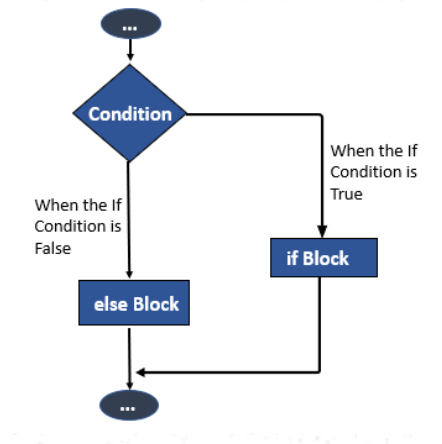 ...
Condition
When the If
Condition is
True
When the If
Condition is
False
if Block
else Block
...